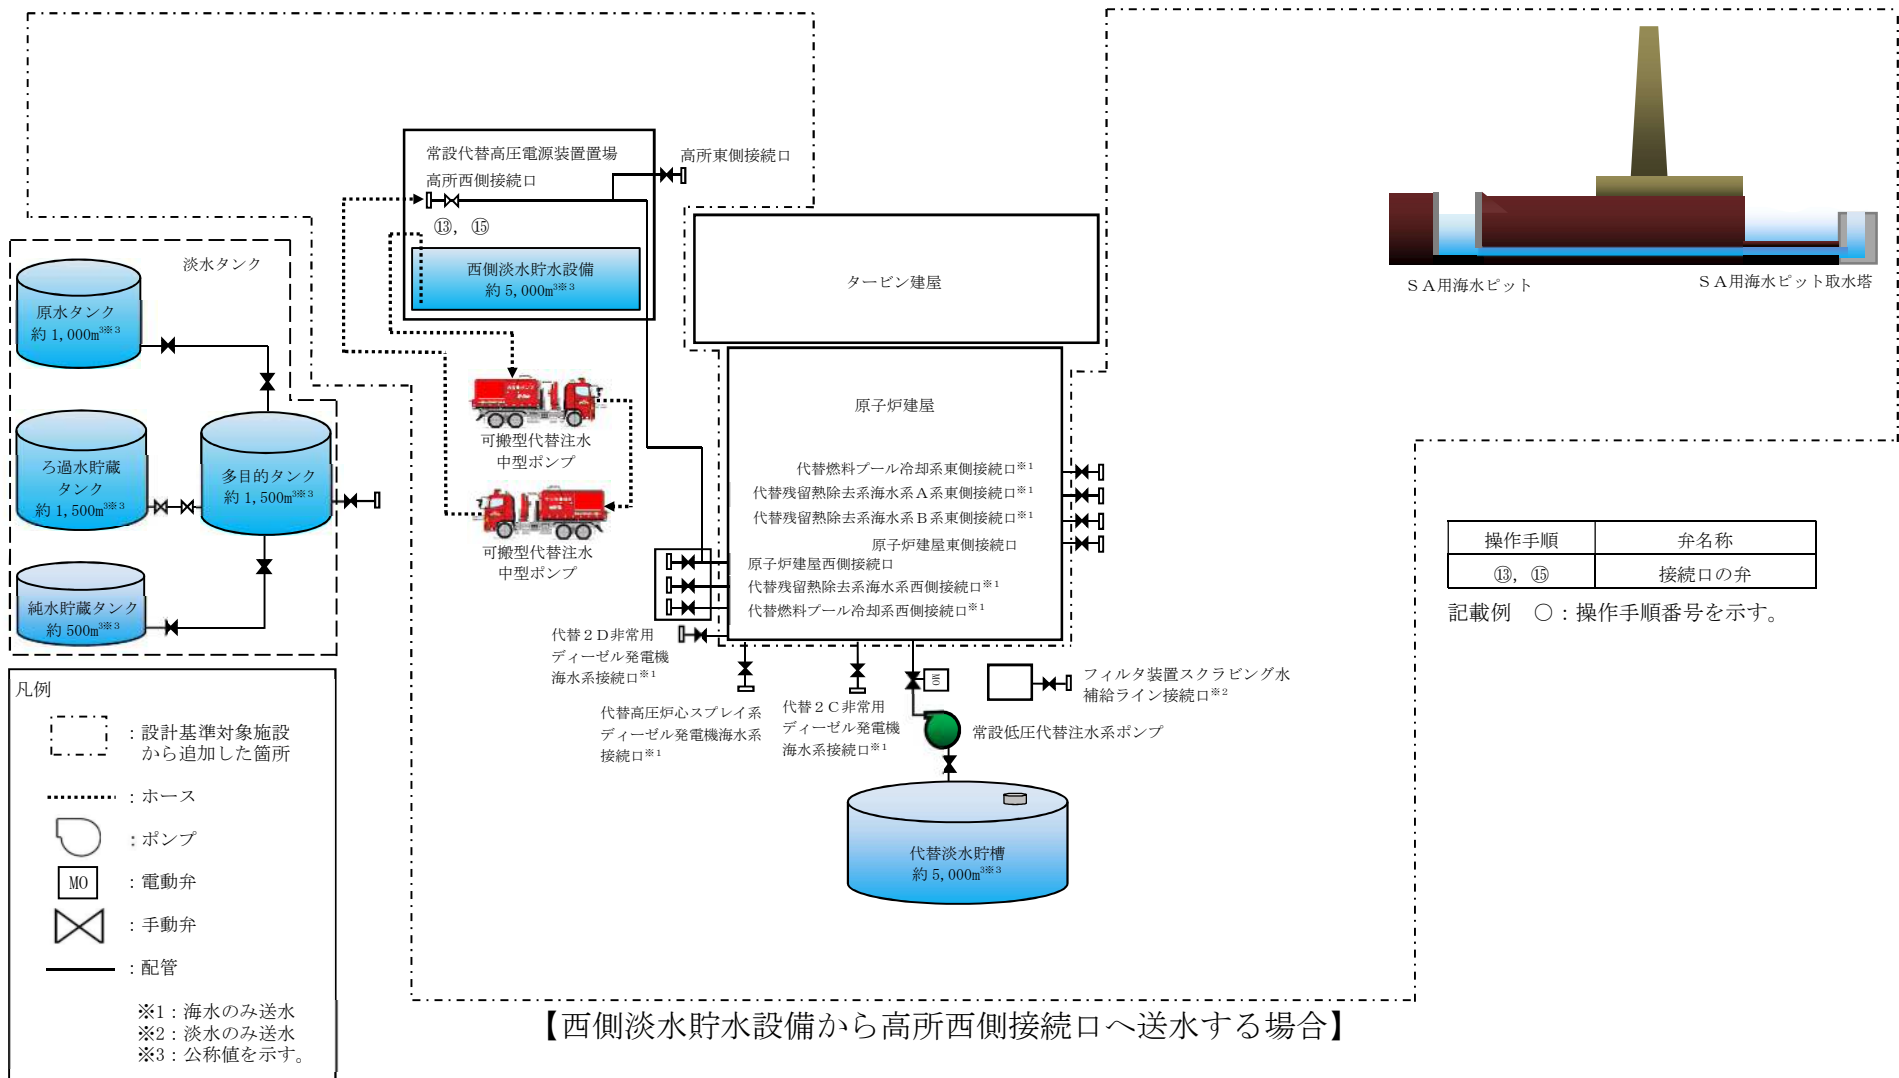 常設代替高圧電源装置置場
高所西側接続口
高所東側接続口
⑬，⑮
西側淡水貯水設備
約5,000m³※3
淡水タンク
原水タンク
約1,000m³※3
ろ過水貯蔵
タンク
約1,500m³※3
多目的タンク
約1,500m³※3
純水貯蔵タンク
約500m³※3
可搬型代替注水
中型ポンプ
可搬型代替注水
中型ポンプ
タービン建屋
原子炉建屋
代替燃料プール冷却系東側接続口※1
代替残留熱除去系海水系Ａ系東側接続口※1
代替残留熱除去系海水系Ｂ系東側接続口※1
原子炉建屋東側接続口
原子炉建屋西側接続口
代替残留熱除去系海水系西側接続口※1
代替燃料プール冷却系西側接続口※1
代替２Ｄ非常用
ディーゼル発電機
海水系接続口※1
代替高圧炉心スプレイ系
ディーゼル発電機海水系
接続口※1
代替２Ｃ非常用
ディーゼル発電機
海水系接続口※1
MO
フィルタ装置スクラビング水
補給ライン接続口※2
常設低圧代替注水系ポンプ
代替淡水貯槽
約5,000m³※3
ＳＡ用海水ピット
ＳＡ用海水ピット取水塔
操作手順 弁名称
⑬，⑮ 接続口の弁
記載例　○：操作手順番号を示す。
凡例
：設計基準対象施設
から追加した箇所
：ホース
：ポンプ
MO ：電動弁
：手動弁
：配管
※1：海水のみ送水
※2：淡水のみ送水
※3：公称値を示す。
【西側淡水貯水設備から高所西側接続口へ送水する場合】